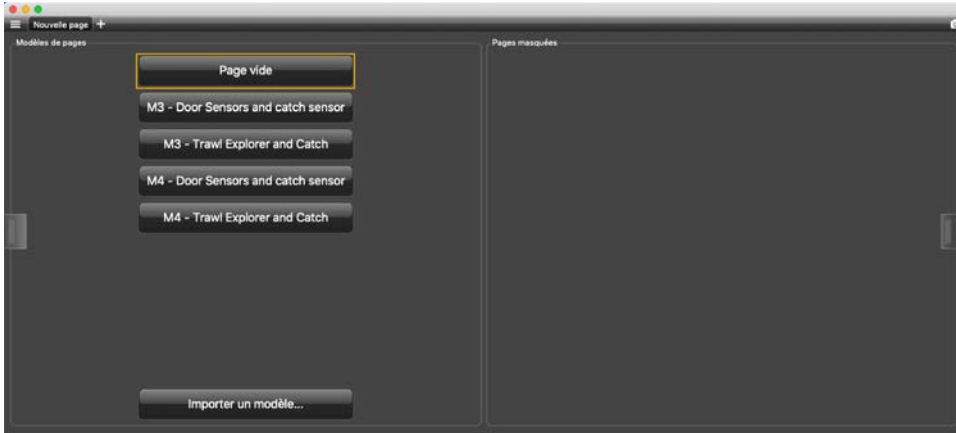 Nouvelle page +
Modèles de pages
Pages masquées
Page vide
M3 - Door Sensors and catch sensor
M3 - Trawl Explorer and Catch
M4 - Door Sensors and catch sensor
M4 - Trawl Explorer and Catch
Importer un modèle...